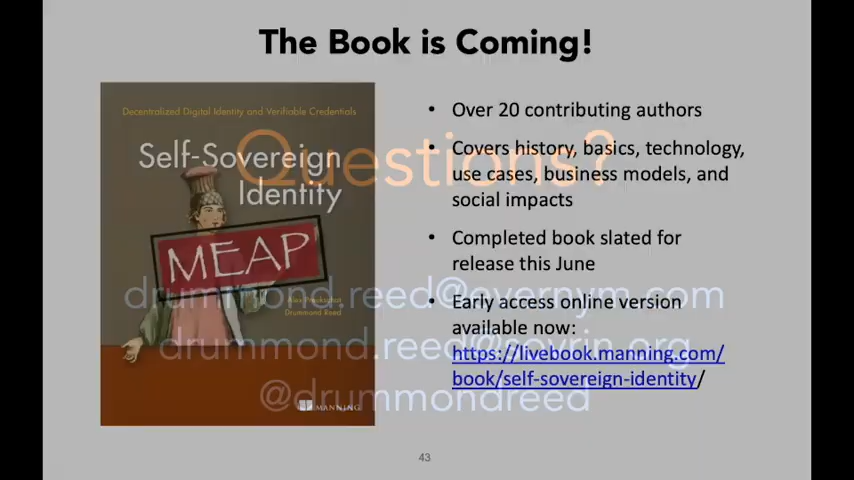 The Book is Coming!
Decentralized Digital Identity and Verifiable Credentials
Self-Sovereign
Identity
MEAP
Alex Preukschat
Drummond Reed
MANNING
• Over 20 contributing authors
• Covers history, basics, technology,
use cases, business models, and
social impacts
• Completed book slated for
release this June
• Early access online version
available now:
https://livebook.manning.com/
book/self-sovereign-identity/
Questions?
drummond.reed@evernym.com
drummond.reed@sovrin.org
@drummondreed
43